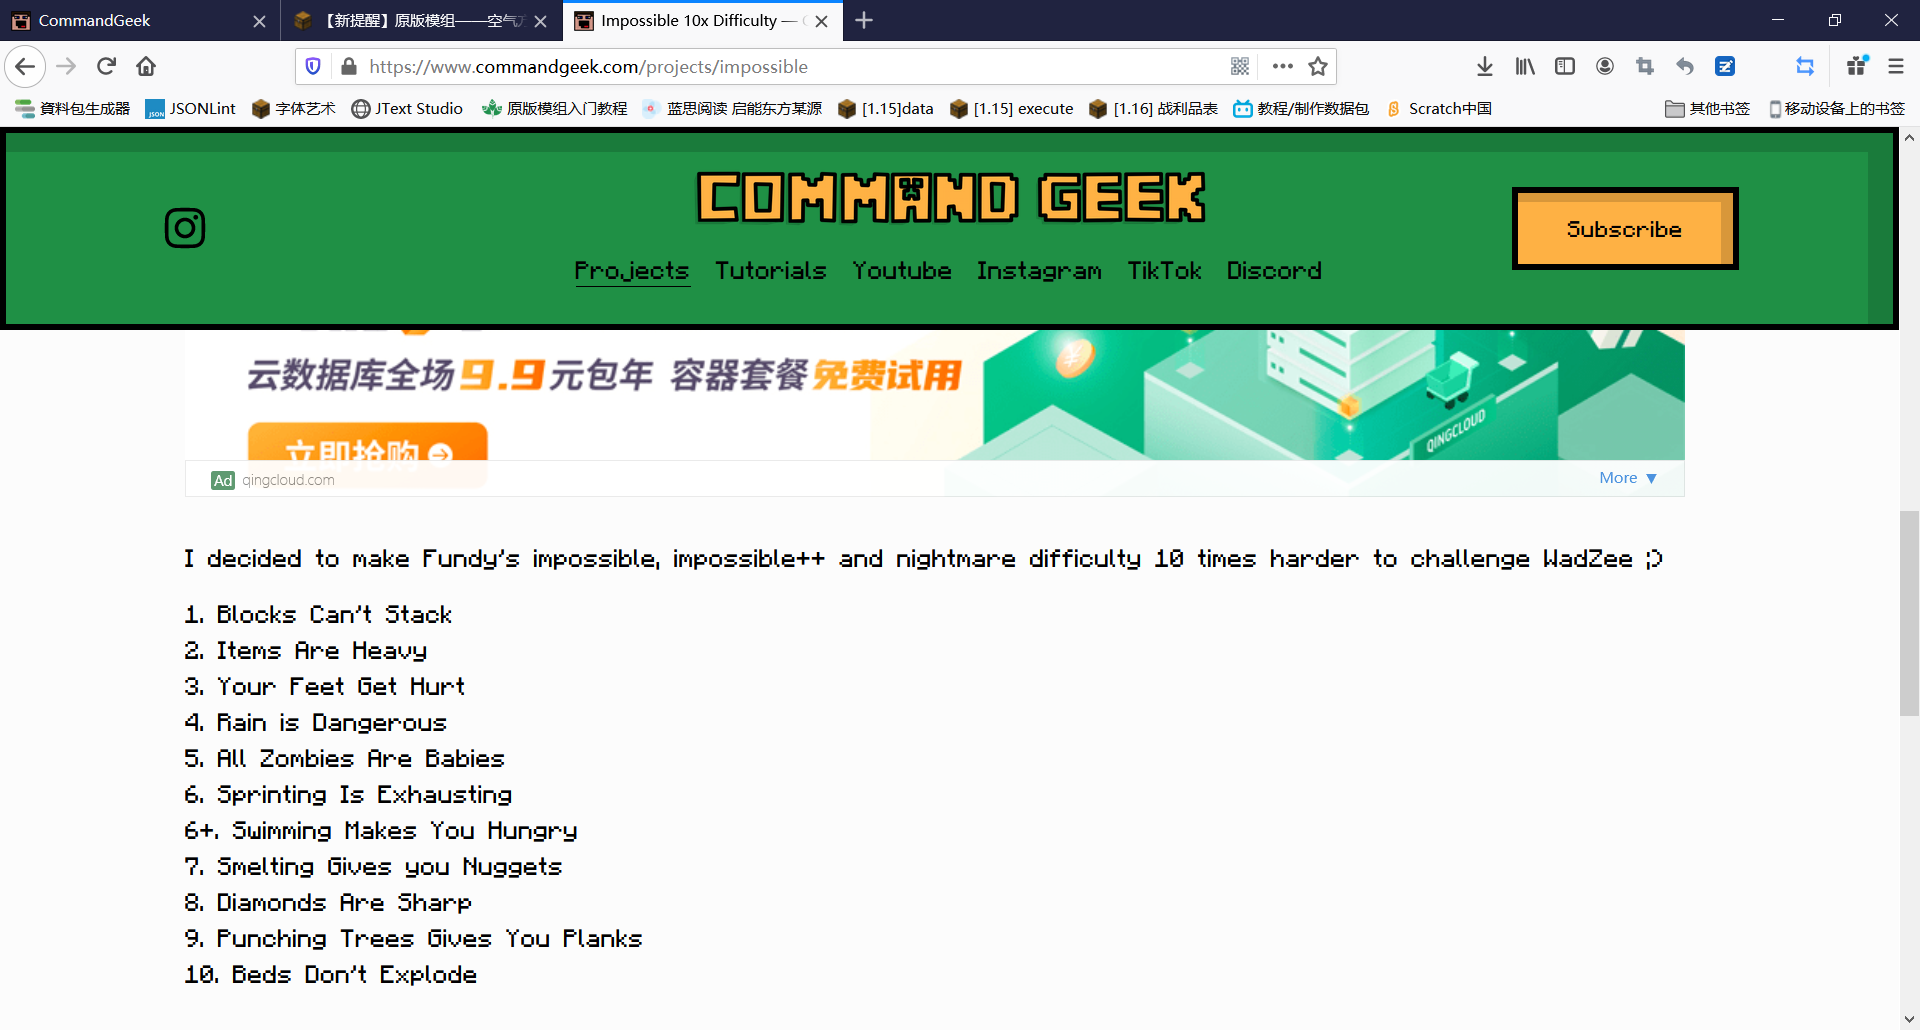 CommandGeek
【新提醒】原版模组——空气
Impossible 10x Difficulty —
https://www.commandgeek.com/projects/impossible
資料包生成器
JSONLint
字体艺术
JText Studio
原版模组入门教程
蓝思阅读 启能东方某源
[1.15]data
[1.15] execute
[1.16] 战利品表
教程/制作数据包
Scratch中国
其他书签
移动设备上的书签
COMMAND GEEK
Subscribe
Projects Tutorials Youtube Instagram TikTok Discord
云数据库全场9.9元包年 容器套餐免费试用
立即抢购
QINGCLOUD
Ad qingcloud.com
More ▼
I decided to make Fundy's impossible, impossible++ and nightmare difficulty 10 times harder to challenge WadZee ;)
1. Blocks Can't Stack
2. Items Are Heavy
3. Your Feet Get Hurt
4. Rain is Dangerous
5. All Zombies Are Babies
6. Sprinting Is Exhausting
6+. Swimming Makes You Hungry
7. Smelting Gives you Nuggets
8. Diamonds Are Sharp
9. Punching Trees Gives You Planks
10. Beds Don't Explode